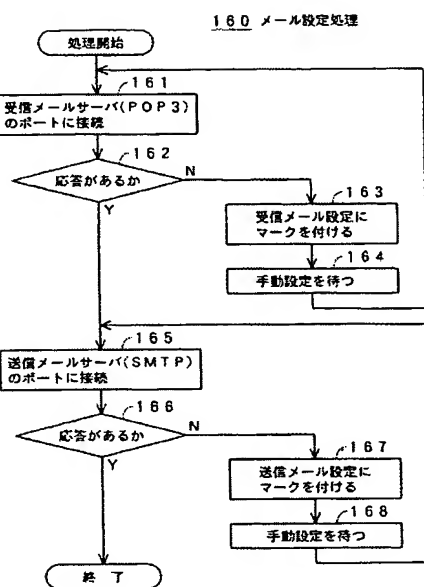 160 メール設定処理
処理開始
161
受信メールサーバ(POP3)
のポートに接続
162
応答があるか
N
Y
163
受信メール設定に
マークを付ける
164
手動設定を待つ
165
送信メールサーバ(SMTP)
のポートに接続
166
応答があるか
N
Y
167
送信メール設定に
マークを付ける
168
手動設定を待つ
終了